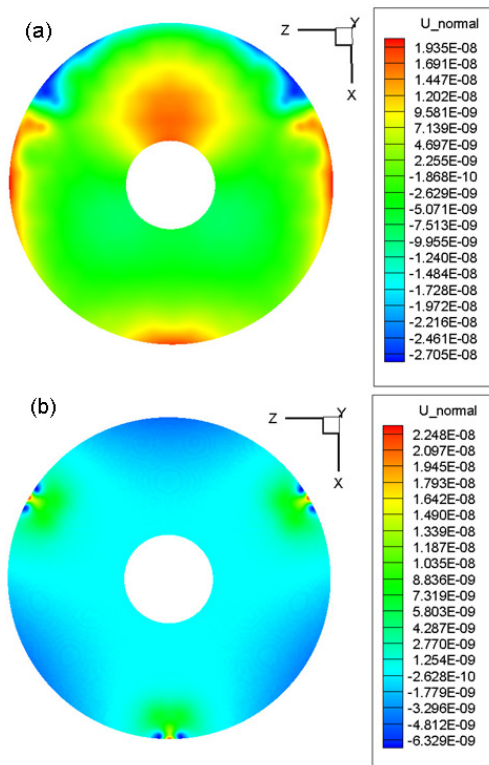 (a)
Z
Y
X
U_normal
1.935E-08
1.691E-08
1.447E-08
1.202E-08
9.581E-09
7.139E-09
4.697E-09
2.255E-09
-1.868E-10
-2.629E-09
-5.071E-09
-7.513E-09
-9.955E-09
-1.240E-08
-1.484E-08
-1.728E-08
-1.972E-08
-2.216E-08
-2.461E-08
-2.705E-08
(b)
Z
Y
X
U_normal
2.248E-08
2.097E-08
1.945E-08
1.793E-08
1.642E-08
1.490E-08
1.339E-08
1.187E-08
1.035E-08
8.836E-09
7.319E-09
5.803E-09
4.287E-09
2.770E-09
1.254E-09
-2.628E-10
-1.779E-09
-3.296E-09
-4.812E-09
-6.329E-09